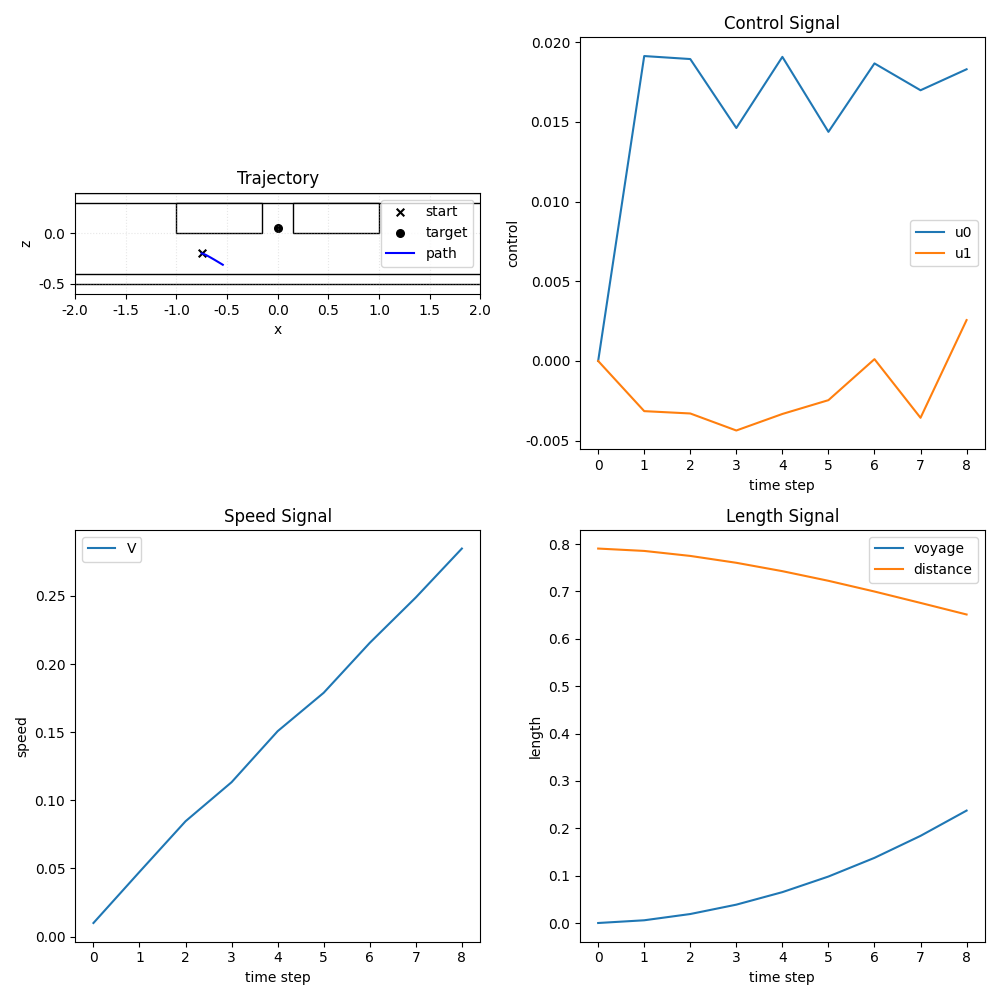 Trajectory
start
target
path
0.0
-0.5
z
-2.0 -1.5 -1.0 -0.5 0.0 0.5 1.0 1.5 2.0
x
Control Signal
0.020
0.015
0.010
0.005
0.000
-0.005
control
u0
u1
0 1 2 3 4 5 6 7 8
time step
Speed Signal
V
0.25
0.20
0.15
0.10
0.05
0.00
speed
0 1 2 3 4 5 6 7 8
time step
Length Signal
voyage
distance
0.8
0.7
0.6
0.5
0.4
0.3
0.2
0.1
0.0
length
0 1 2 3 4 5 6 7 8
time step